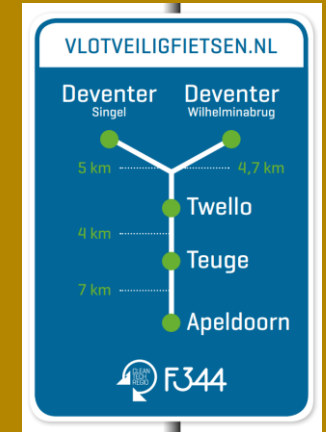 VLOTVEILIGFIETSEN.NL
Deventer Deventer
Singel Wilhelminabrug
5 km 4,7 km
Twello
4 km
Teuge
7 km
Apeldoorn
CLEAN
TECH
REGIO
F344